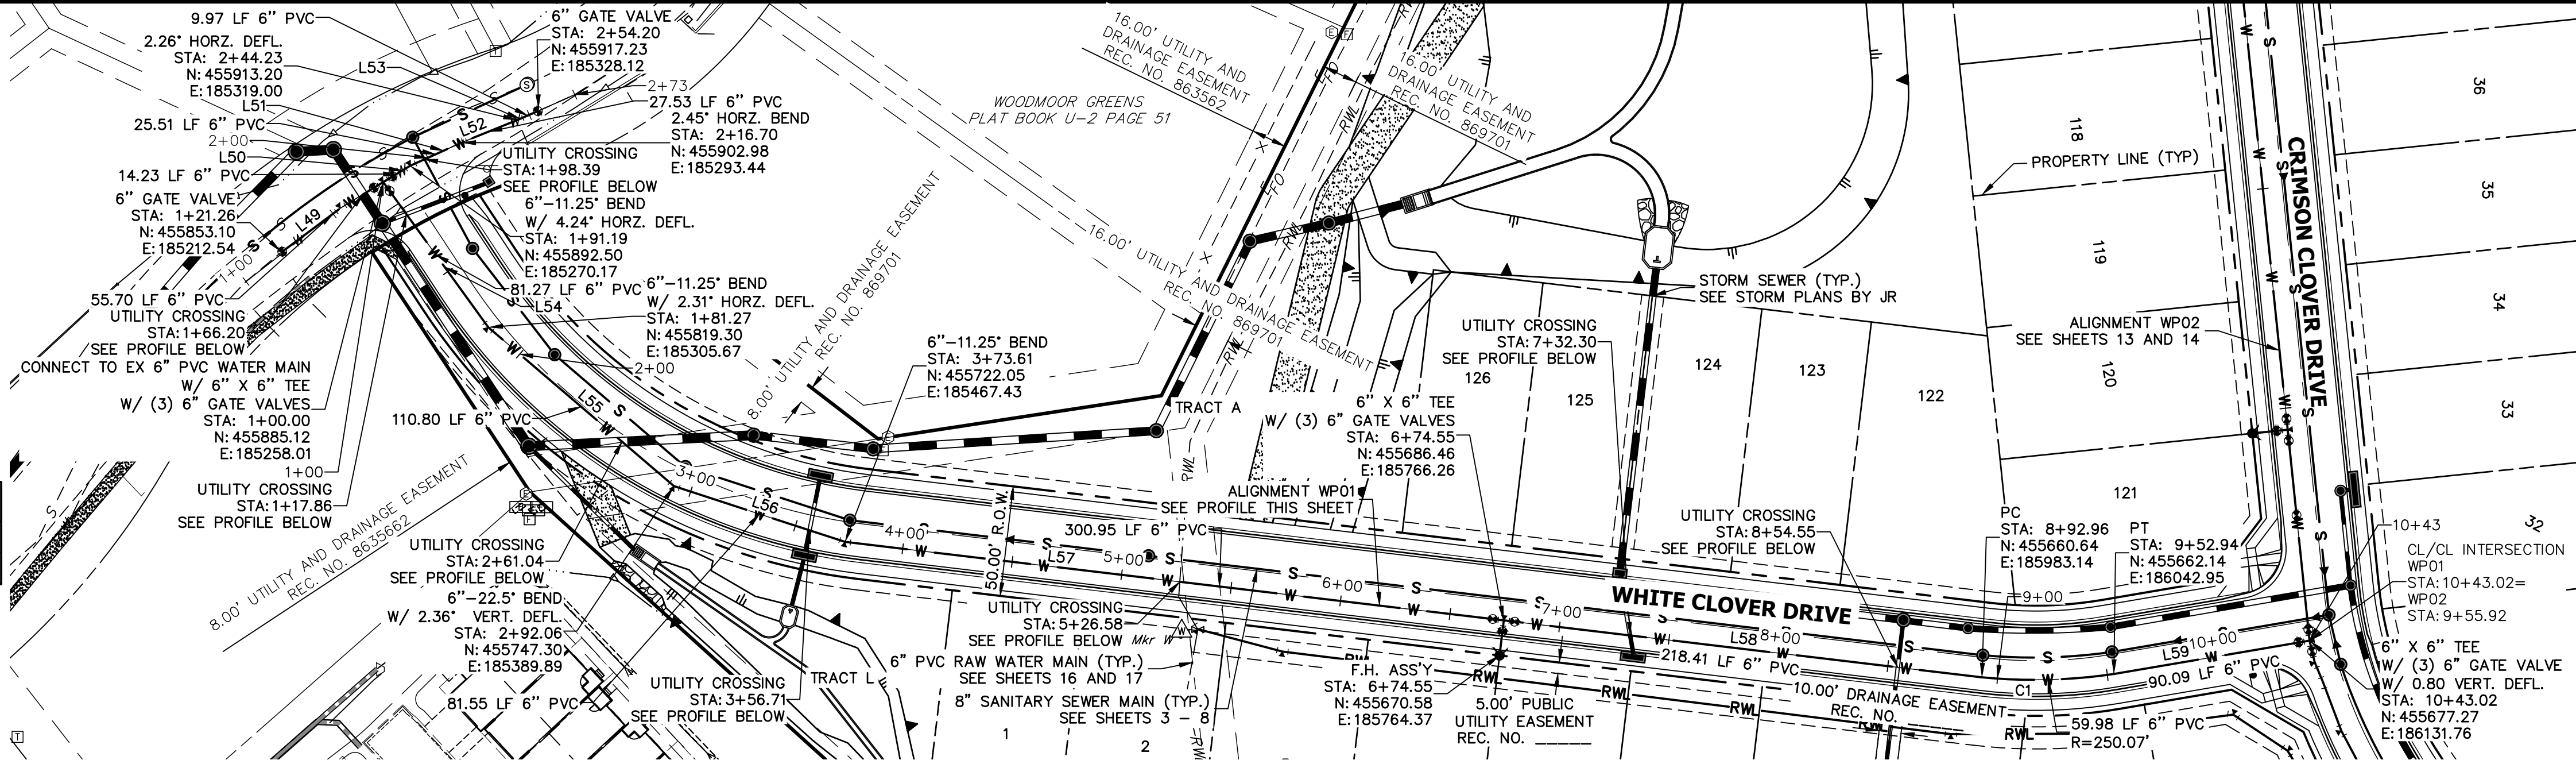 9.97 LF 6" PVC
2.26° HORZ. DEFL.
STA: 2+44.23
N: 455913.20
E: 185319.00
L53
L51
25.51 LF 6" PVC
2+00
L50
14.23 LF 6" PVC
6" GATE VALVE
STA: 1+21.26
N: 455853.10
E: 185212.54
L49
1+00
55.70 LF 6" PVC
UTILITY CROSSING
STA: 1+66.20
SEE PROFILE BELOW
CONNECT TO EX 6" PVC WATER MAIN
W/ 6" X 6" TEE
W/ (3) 6" GATE VALVES
STA: 1+00.00
N: 455885.12
E: 185258.01
1+00
UTILITY CROSSING
STA: 1+17.86
SEE PROFILE BELOW
6" GATE VALVE
STA: 2+54.20
N: 455917.23
E: 185328.12
2+73
27.53 LF 6" PVC
2.45° HORZ. BEND
STA: 2+16.70
N: 455902.98
E: 185293.44
L52
UTILITY CROSSING
STA: 1+98.39
SEE PROFILE BELOW
6"-11.25° BEND
W/ 4.24° HORZ. DEFL.
STA: 1+91.19
N: 455892.50
E: 185270.17
81.27 LF 6" PVC
L54
6"-11.25° BEND
W/ 2.31° HORZ. DEFL.
STA: 1+81.27
N: 455819.30
E: 185305.67
2+00
L55
110.80 LF 6" PVC
8.00' UTILITY AND DRAINAGE EASEMENT
REC. NO. 8635662
8.00' UTILITY AND DRAINAGE EASEMENT
REC. NO. 869701
UTILITY CROSSING
STA: 2+61.04
SEE PROFILE BELOW
6"-22.5° BEND
W/ 2.36° VERT. DEFL.
STA: 2+92.06
N: 455747.30
E: 185389.89
81.55 LF 6" PVC
3+00
L56
UTILITY CROSSING
STA: 3+56.71
SEE PROFILE BELOW
TRACT L
6"-11.25° BEND
STA: 3+73.61
N: 455722.05
E: 185467.43
4+00
50.00' R.O.W.
L57
5+00
300.95 LF 6" PVC
WOODMOOR GREENS
PLAT BOOK U-2 PAGE 51
16.00' UTILITY AND
DRAINAGE EASEMENT
REC. NO. 863562
16.00' UTILITY AND
DRAINAGE EASEMENT
REC. NO. 869701
16.00' UTILITY AND DRAINAGE EASEMENT
REC. NO. 869701
TRACT A
ALIGNMENT WP01
SEE PROFILE THIS SHEET
UTILITY CROSSING
STA: 5+26.58
SEE PROFILE BELOW
Mkr W
6" PVC RAW WATER MAIN (TYP.)
SEE SHEETS 16 AND 17
8" SANITARY SEWER MAIN (TYP.)
SEE SHEETS 3 - 8
1
2
6" X 6" TEE
W/ (3) 6" GATE VALVES
STA: 6+74.55
N: 455686.46
E: 185766.26
6+00
7+00
F.H. ASS'Y
STA: 6+74.55
N: 455670.58
E: 185764.37
5.00' PUBLIC
UTILITY EASEMENT
REC. NO. _____
UTILITY CROSSING
STA: 7+32.30
SEE PROFILE BELOW
126
125
124
123
122
121
120
119
118
STORM SEWER (TYP.)
SEE STORM PLANS BY JR
PROPERTY LINE (TYP)
ALIGNMENT WP02
SEE SHEETS 13 AND 14
WHITE CLOVER DRIVE
CRIMSON CLOVER DRIVE
UTILITY CROSSING
STA: 8+54.55
SEE PROFILE BELOW
L58
8+00
218.41 LF 6" PVC
10.00' DRAINAGE EASEMENT
REC. NO.
PC
STA: 8+92.96
N: 455660.64
E: 185983.14
PT
STA: 9+52.94
N: 455662.14
E: 186042.95
9+00
C1
59.98 LF 6" PVC
R=250.07'
L59
10+00
90.09 LF 6" PVC
10+43
CL/CL INTERSECTION
WP01
STA: 10+43.02=
WP02
STA: 9+55.92
6" X 6" TEE
W/ (3) 6" GATE VALVE
W/ 0.80 VERT. DEFL.
STA: 10+43.02
N: 455677.27
E: 186131.76
36
35
34
33
32
RWL
RWL
RWL
RWL